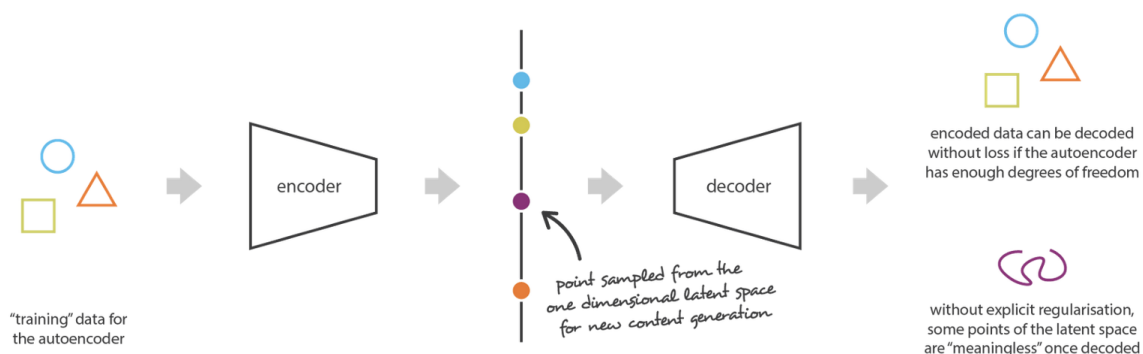 "training" data for
the autoencoder
encoder
point sampled from the
one dimensional latent space
for new content generation
decoder
encoded data can be decoded
without loss if the autoencoder
has enough degrees of freedom
without explicit regularisation,
some points of the latent space
are "meaningless" once decoded